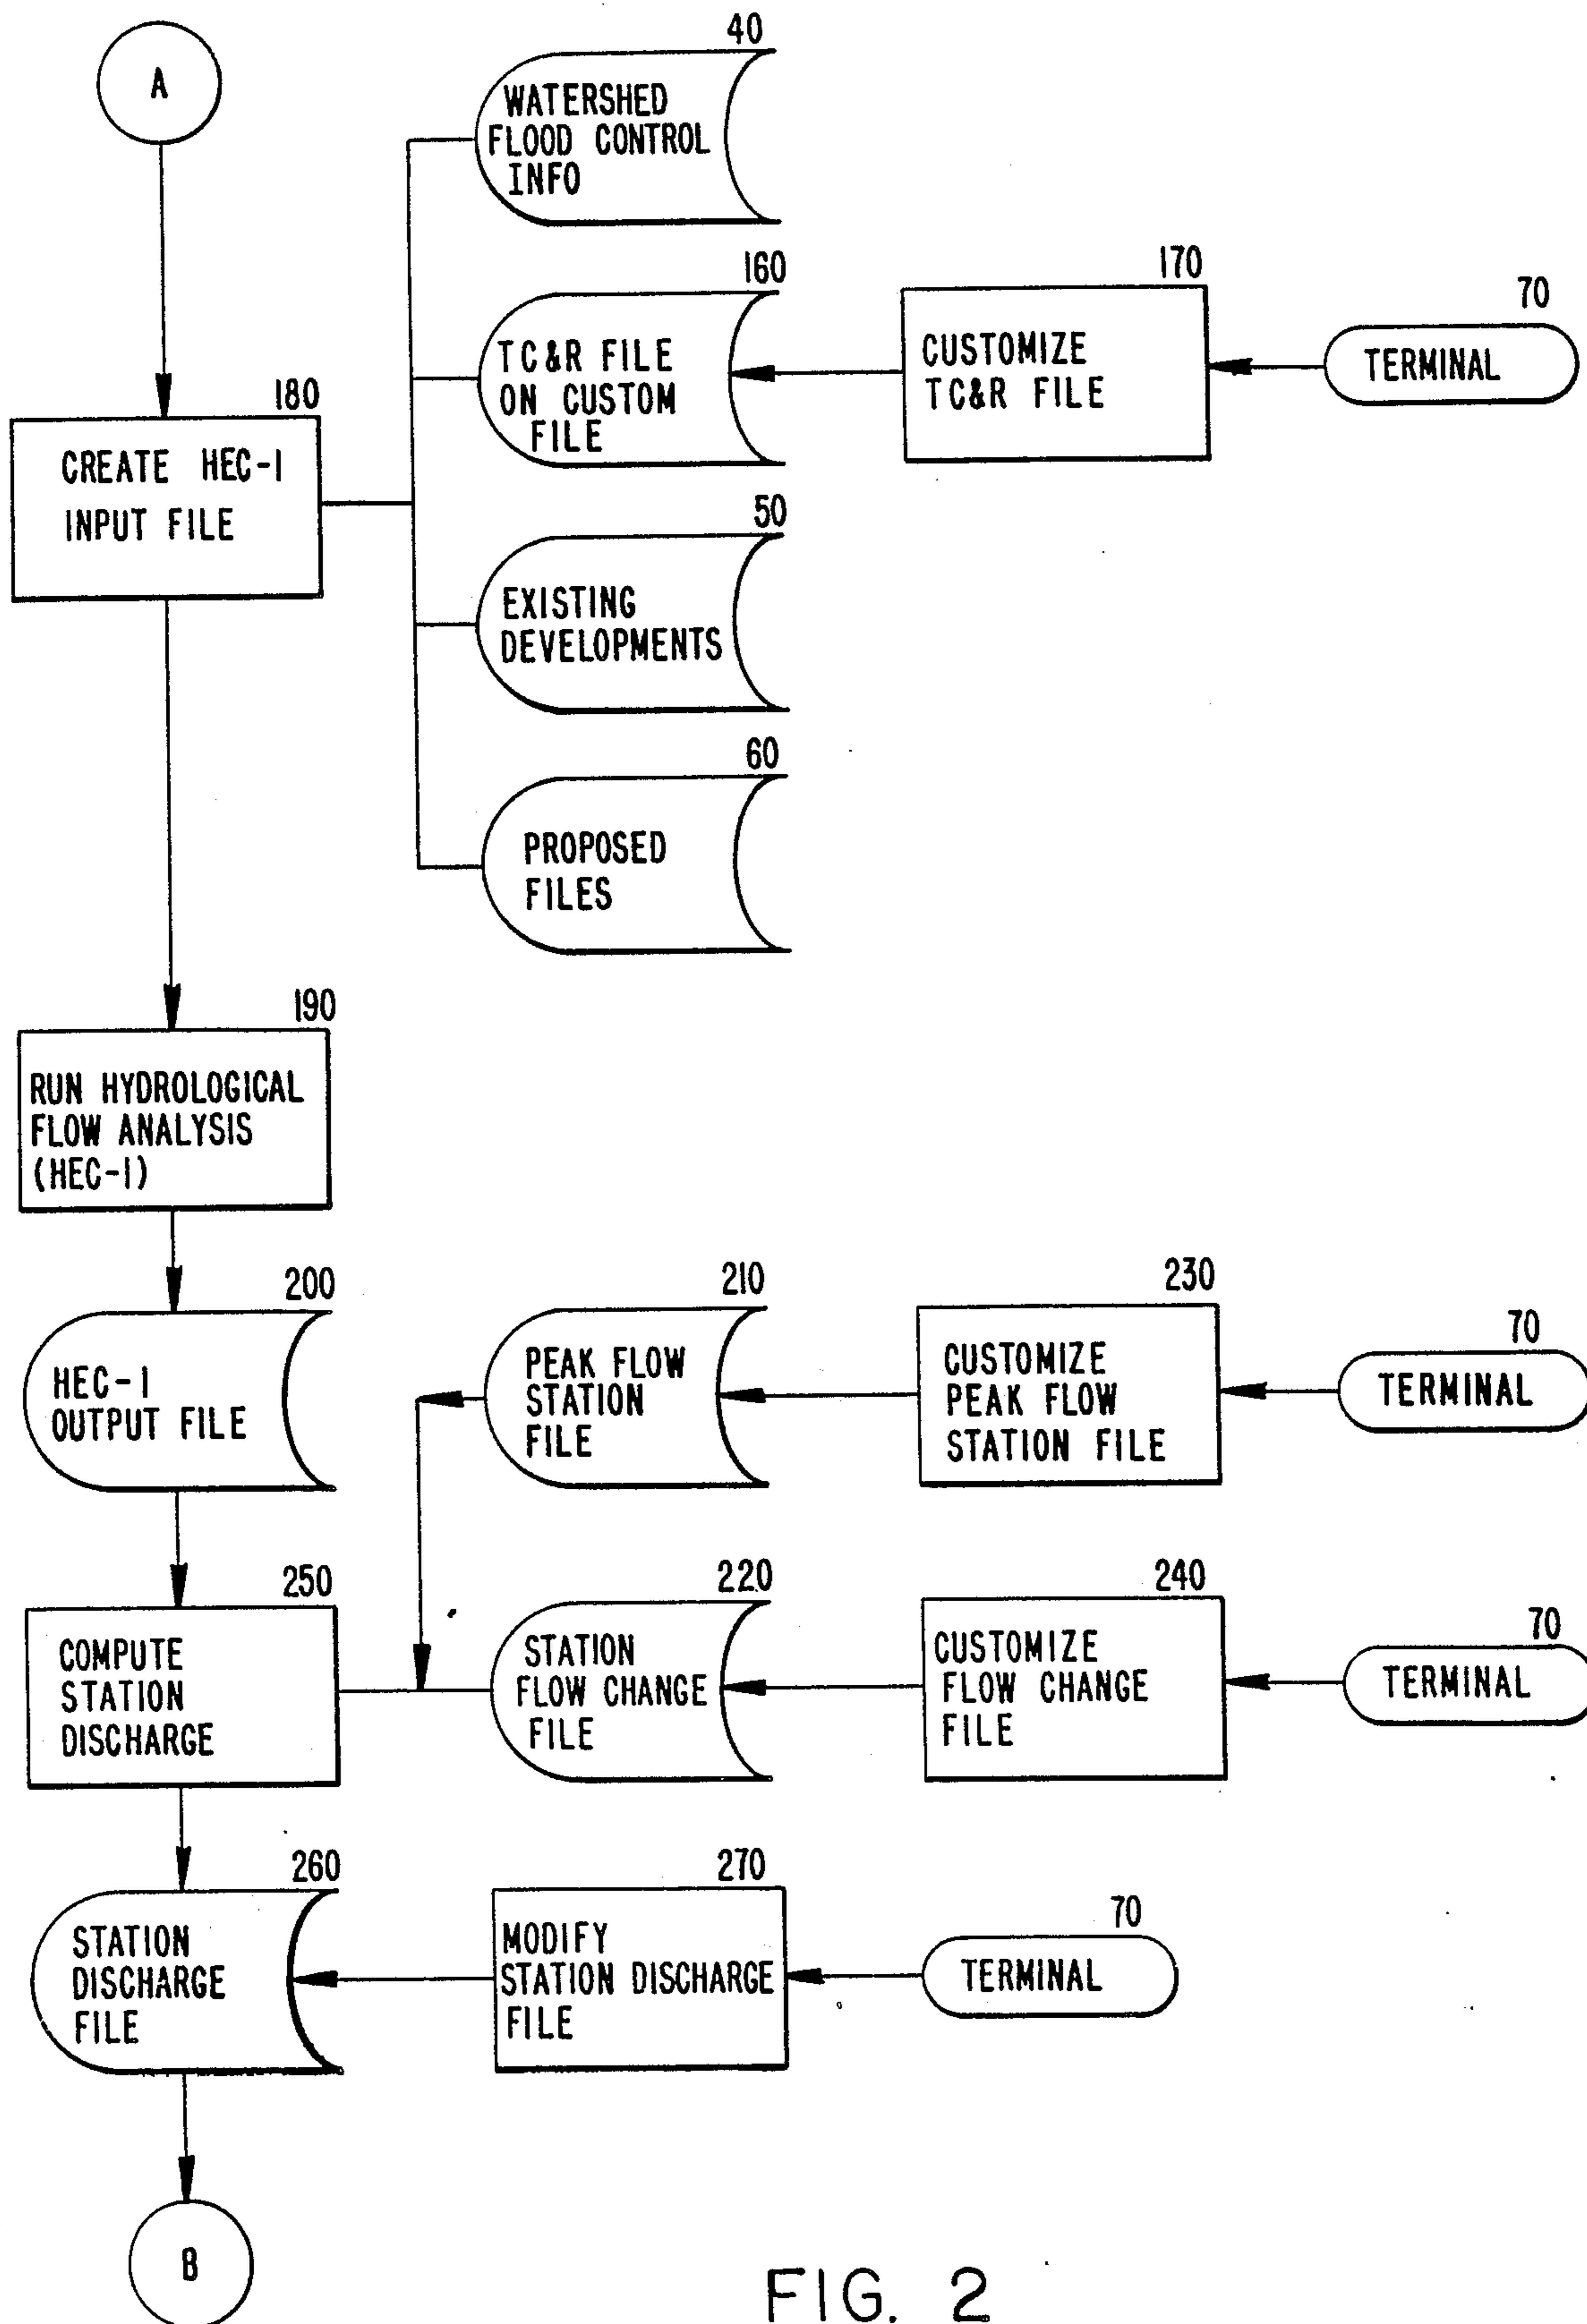 A
40
WATERSHED
FLOOD CONTROL
INFO
160
TC&R FILE
ON CUSTOM
FILE
170
CUSTOMIZE
TC&R FILE
70
TERMINAL
180
CREATE HEC-1
INPUT FILE
50
EXISTING
DEVELOPMENTS
60
PROPOSED
FILES
190
RUN HYDROLOGICAL
FLOW ANALYSIS
(HEC-1)
200
HEC-1
OUTPUT FILE
210
PEAK FLOW
STATION
FILE
230
CUSTOMIZE
PEAK FLOW
STATION FILE
70
TERMINAL
250
COMPUTE
STATION
DISCHARGE
220
STATION
FLOW CHANGE
FILE
240
CUSTOMIZE
FLOW CHANGE
FILE
70
TERMINAL
260
STATION
DISCHARGE
FILE
270
MODIFY
STATION DISCHARGE
FILE
70
TERMINAL
B
FIG. 2